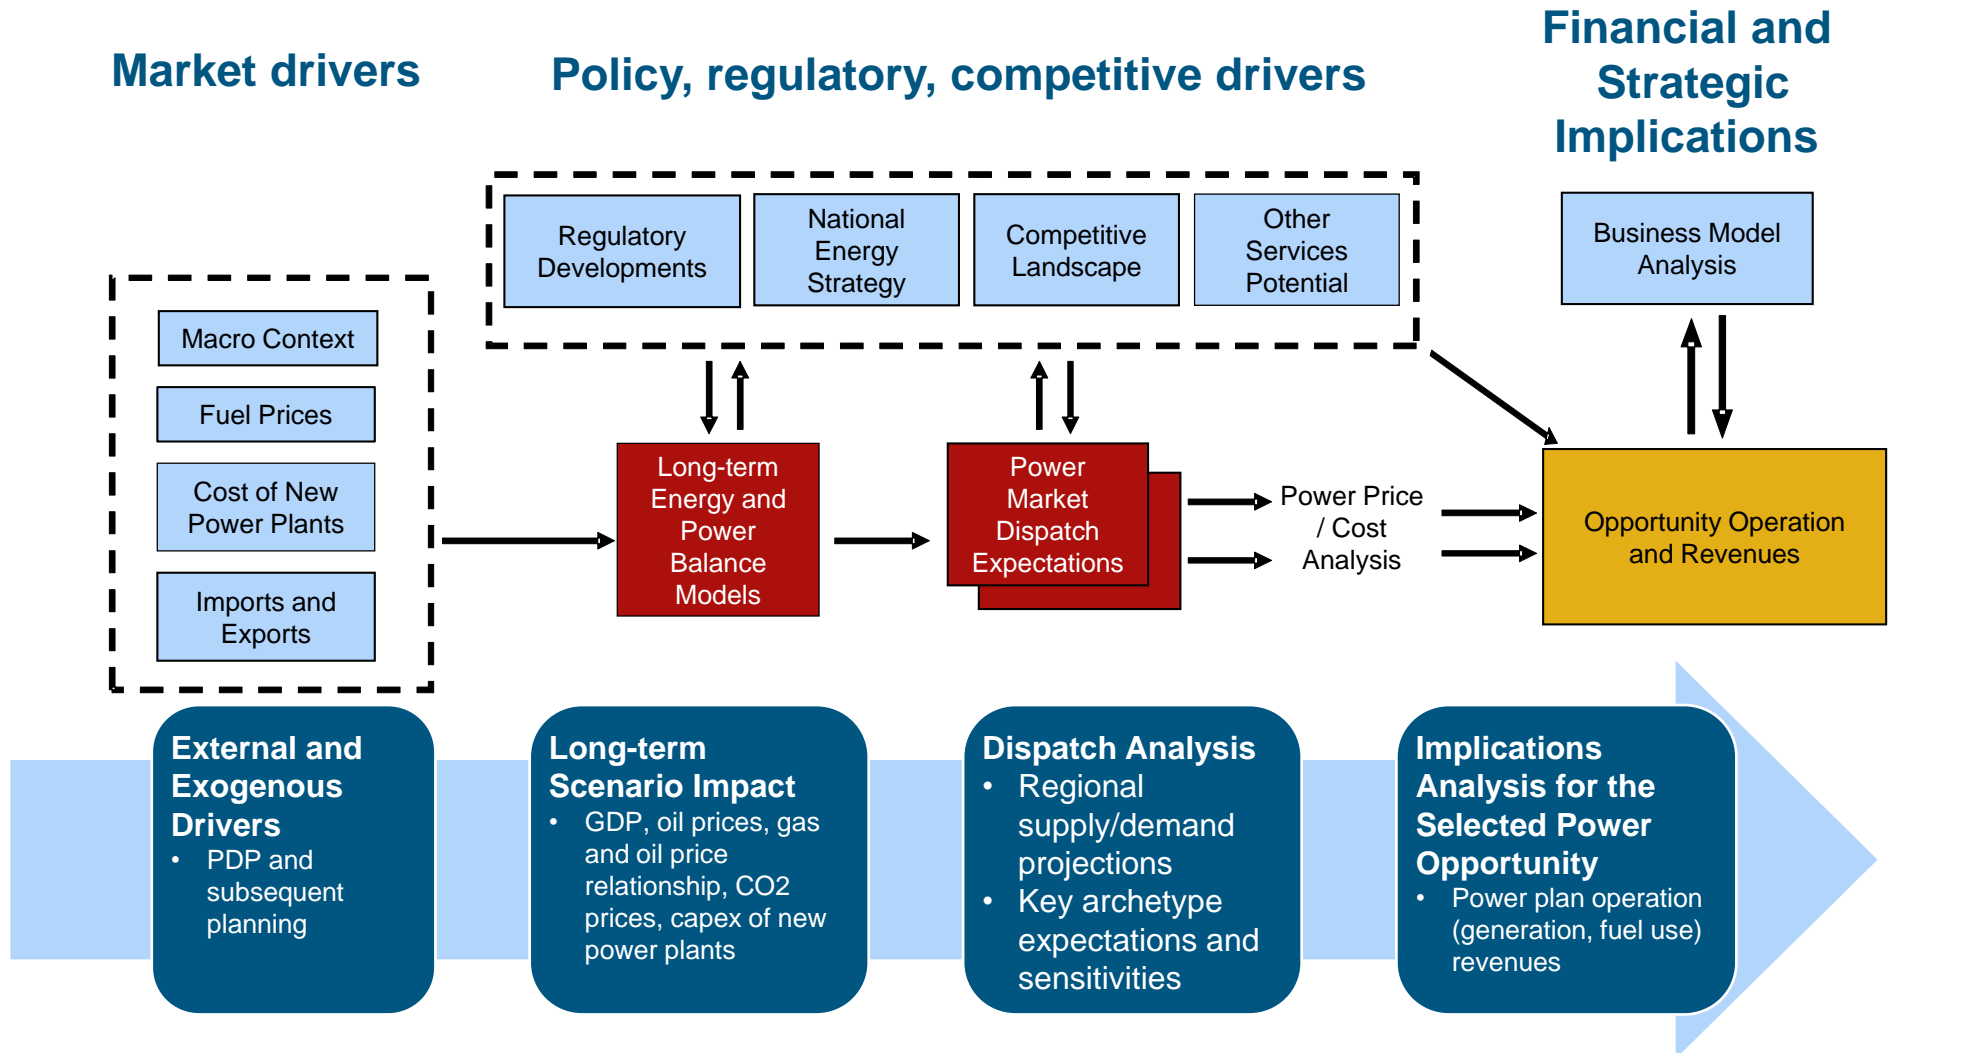 Market drivers
Policy, regulatory, competitive drivers
Financial and
Strategic
Implications
Regulatory
Developments
National
Energy
Strategy
Competitive
Landscape
Other
Services
Potential
Business Model
Analysis
Macro Context
Fuel Prices
Cost of New
Power Plants
Imports and
Exports
Long-term
Energy and
Power
Balance
Models
Power
Market
Dispatch
Expectations
Power Price
/ Cost
Analysis
Opportunity Operation
and Revenues
External and
Exogenous
Drivers
• PDP and
subsequent
planning
Long-term
Scenario Impact
• GDP, oil prices, gas
and oil price
relationship, CO2
prices, capex of new
power plants
Dispatch Analysis
• Regional
supply/demand
projections
• Key archetype
expectations and
sensitivities
Implications
Analysis for the
Selected Power
Opportunity
• Power plan operation
(generation, fuel use)
revenues